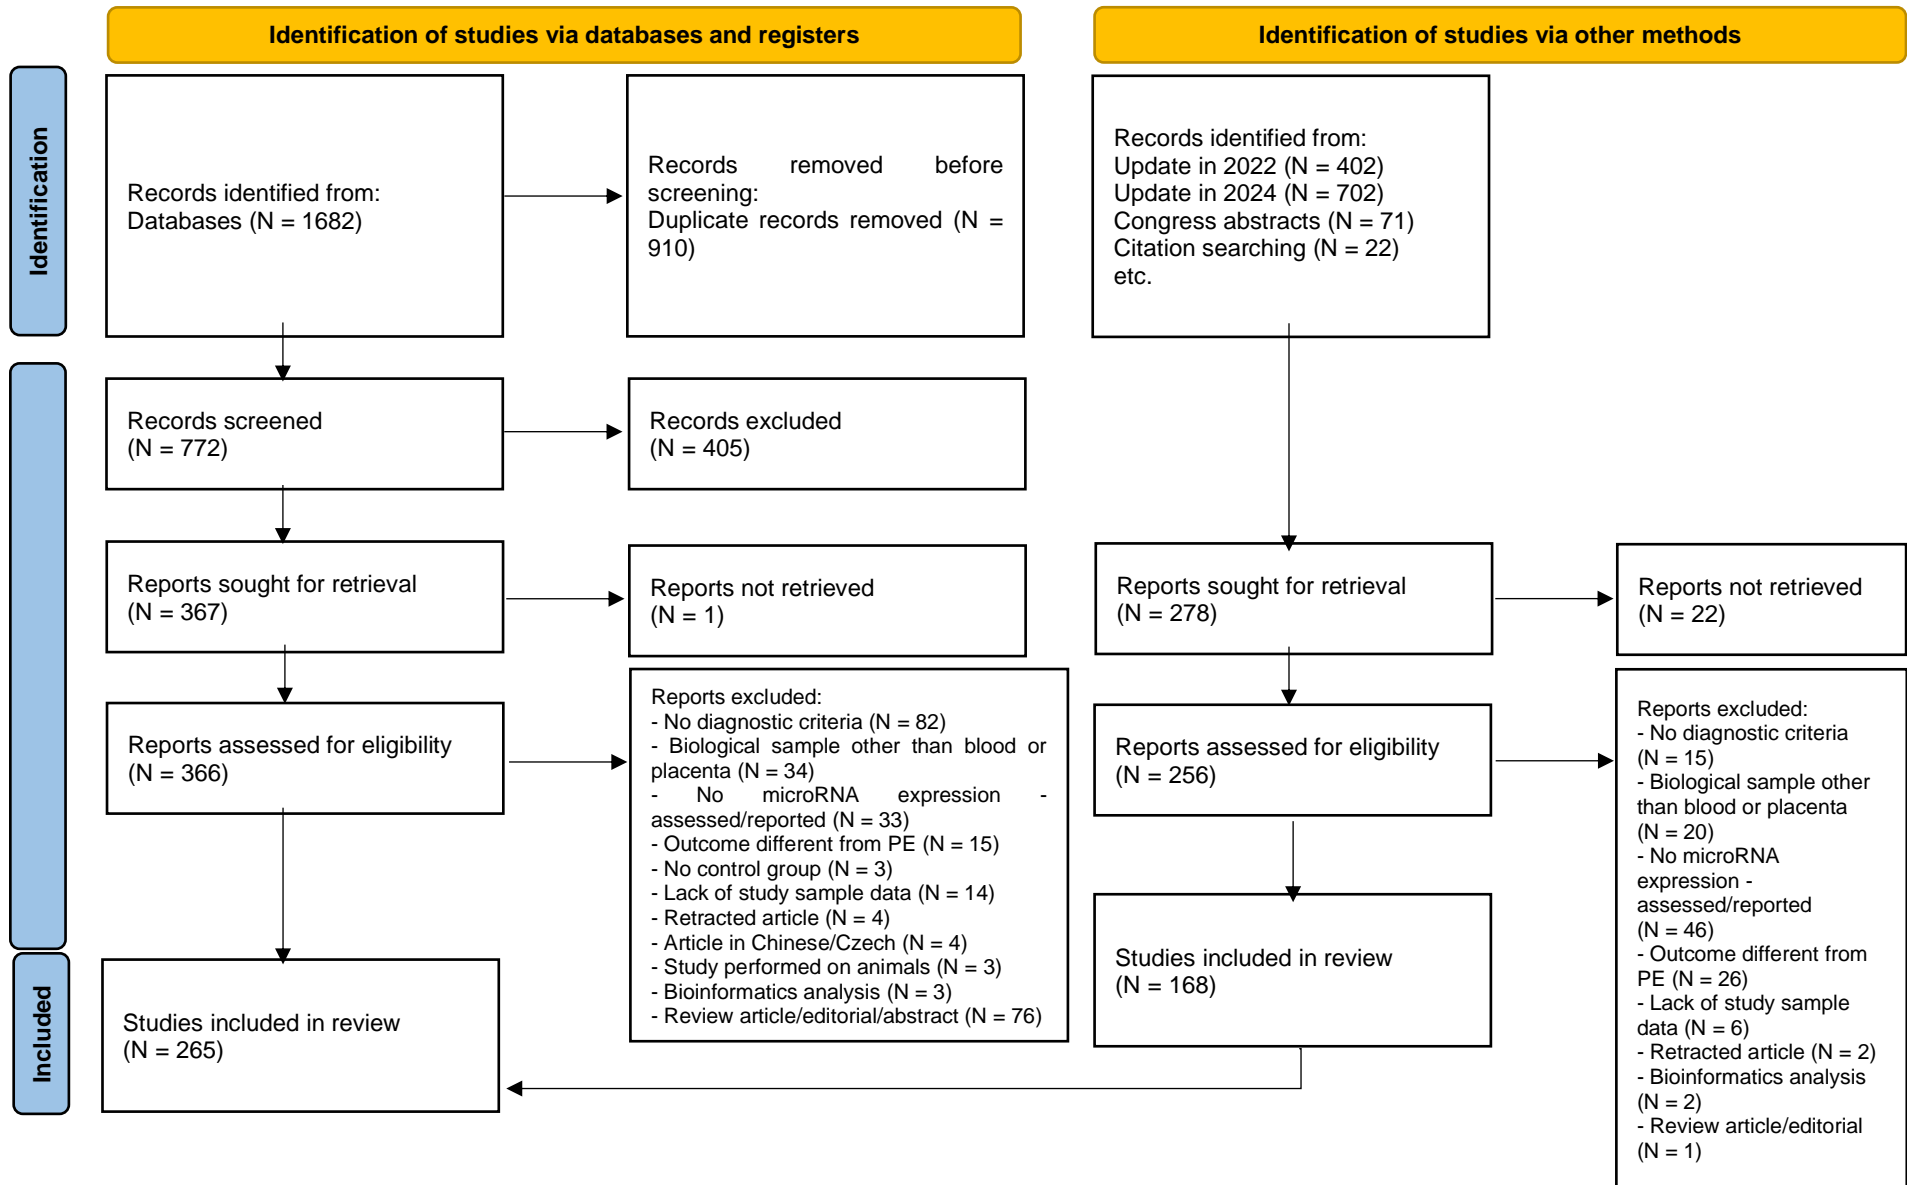 Identification of studies via databases and registers
Identification of studies via other methods
Identification
Records identified from:
Databases (N = 1682)
Records removed before
screening:
Duplicate records removed (N =
910)
Records identified from:
Update in 2022 (N = 402)
Update in 2024 (N = 702)
Congress abstracts (N = 71)
Citation searching (N = 22)
etc.
Records screened
(N = 772)
Records excluded
(N = 405)
Reports sought for retrieval
(N = 367)
Reports not retrieved
(N = 1)
Reports sought for retrieval
(N = 278)
Reports not retrieved
(N = 22)
Reports assessed for eligibility
(N = 366)
Reports excluded:
- No diagnostic criteria (N = 82)
- Biological sample other than blood or
placenta (N = 34)
- No microRNA expression -
assessed/reported (N = 33)
- Outcome different from PE (N = 15)
- No control group (N = 3)
- Lack of study sample data (N = 14)
- Retracted article (N = 4)
- Article in Chinese/Czech (N = 4)
- Study performed on animals (N = 3)
- Bioinformatics analysis (N = 3)
- Review article/editorial/abstract (N = 76)
Reports assessed for eligibility
(N = 256)
Reports excluded:
- No diagnostic criteria
(N = 15)
- Biological sample other
than blood or placenta
(N = 20)
- No microRNA
expression -
assessed/reported
(N = 46)
- Outcome different from
PE (N = 26)
- Lack of study sample
data (N = 6)
- Retracted article (N = 2)
- Bioinformatics analysis
(N = 2)
- Review article/editorial
(N = 1)
Included
Studies included in review
(N = 265)
Studies included in review
(N = 168)